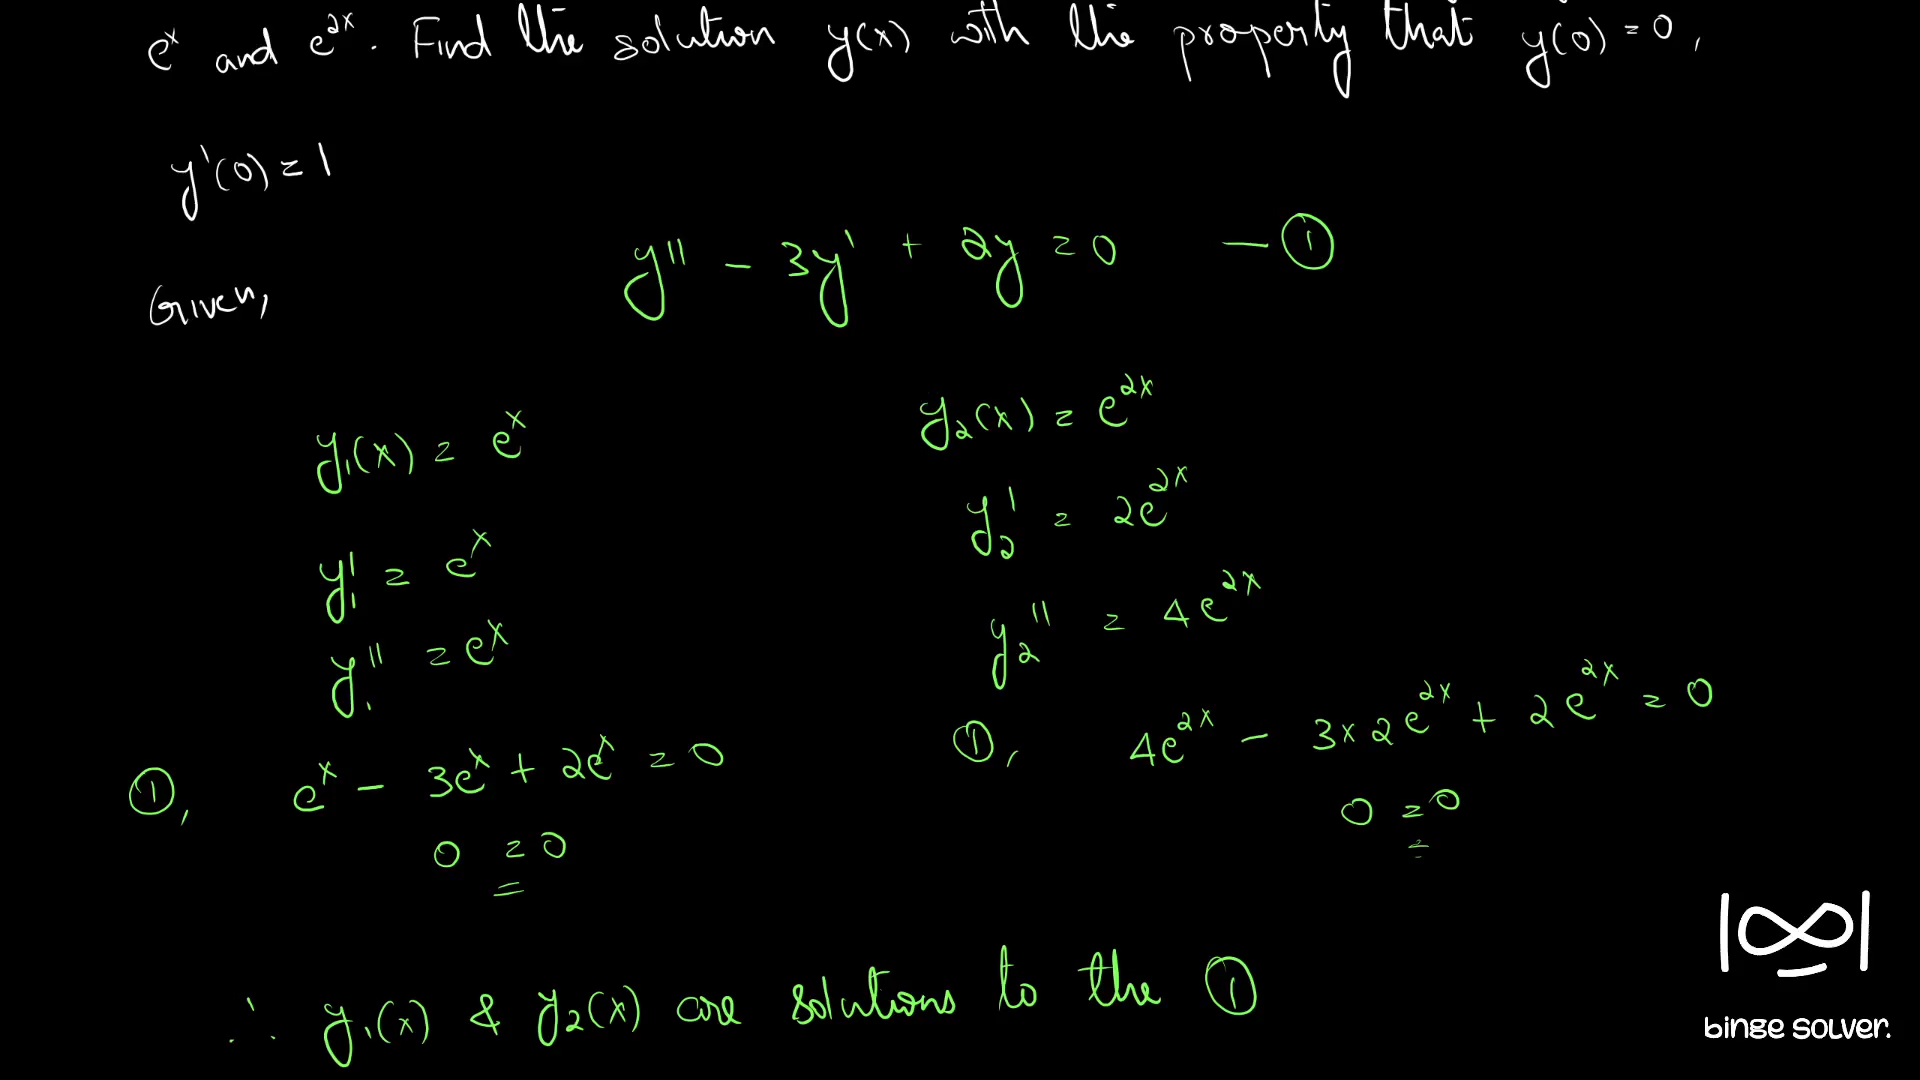 e^x and e^{2x}. Find the solution y(x) with the property that y(0) = 0,
y'(0) = 1
y'' - 3y' + 2y = 0 — ①
Given,
y₁(x) = e^x
y₁' = e^x
y₁'' = e^x
①, e^x - 3e^x + 2e^x = 0
0 = 0
y₂(x) = e^{2x}
y₂' = 2e^{2x}
y₂'' = 4e^{2x}
①, 4e^{2x} - 3×2e^{2x} + 2e^{2x} = 0
0 = 0
∴ y₁(x) & y₂(x) are solutions to the ①
binge solver.